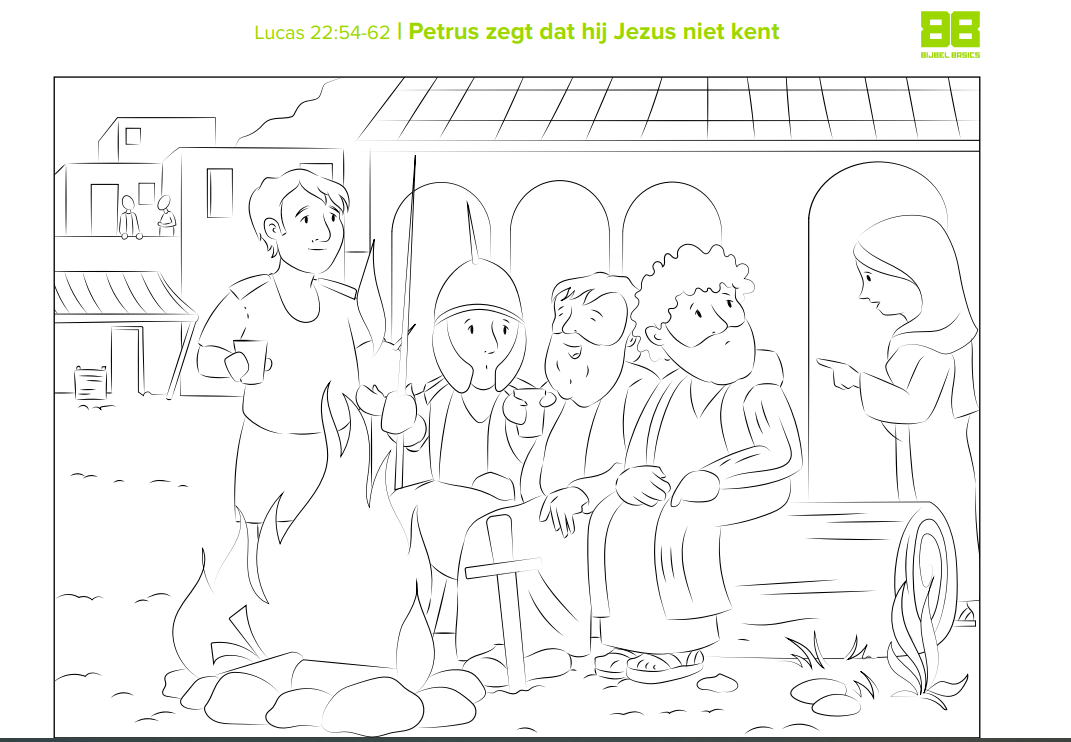 Lucas 22:54-62 | Petrus zegt dat hij Jezus niet kent
BB
BIJBEL BASICS